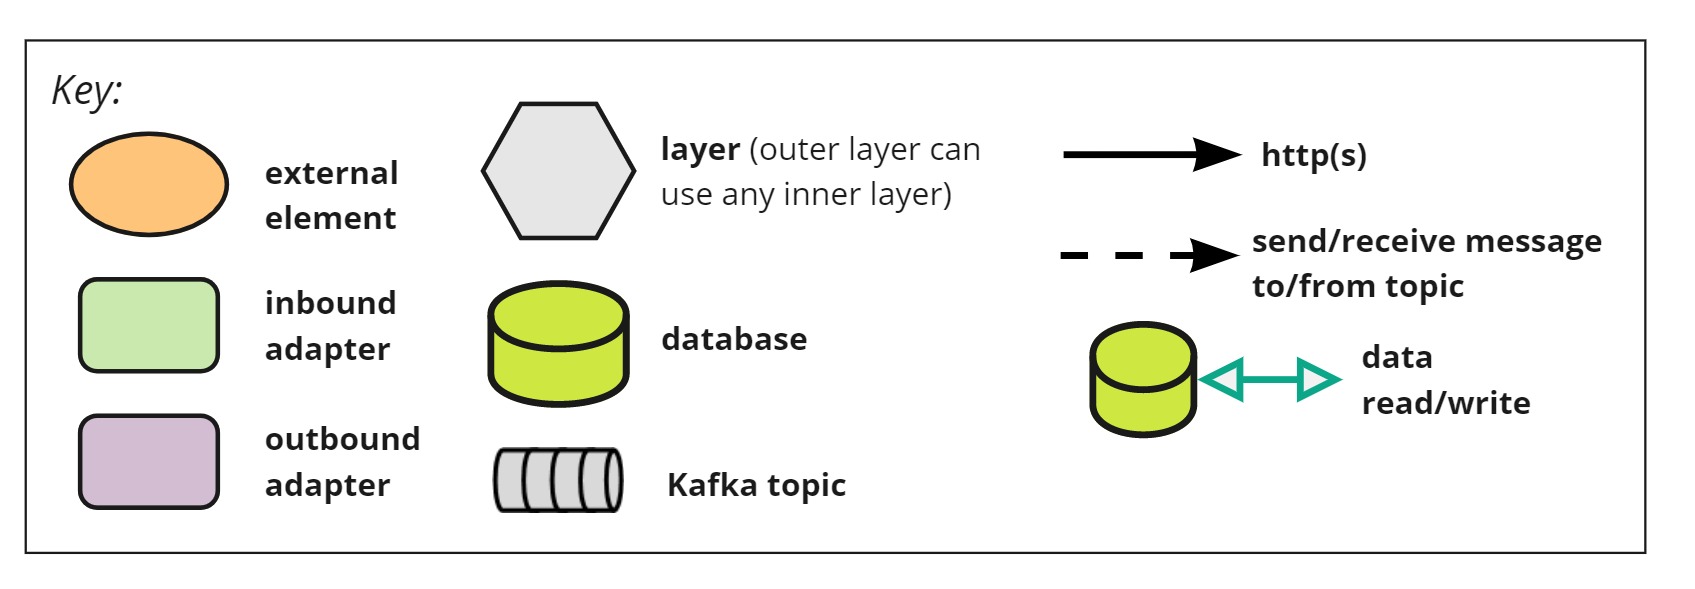 Key:
external
element
inbound
adapter
outbound
adapter
layer (outer layer can
use any inner layer)
database
Kafka topic
http(s)
send/receive message
to/from topic
data
read/write